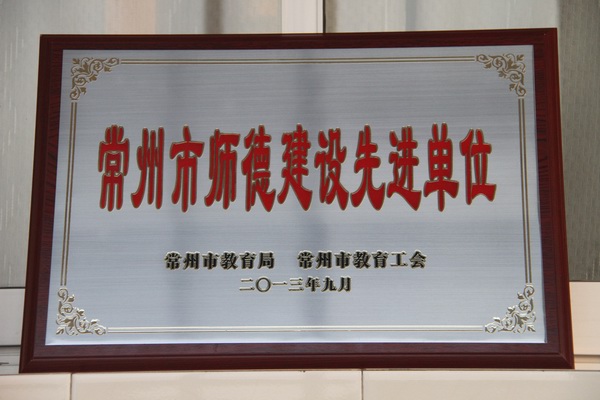 常州市师德建设先进单位
常州市教育局 常州市教育工会
二〇一三年九月